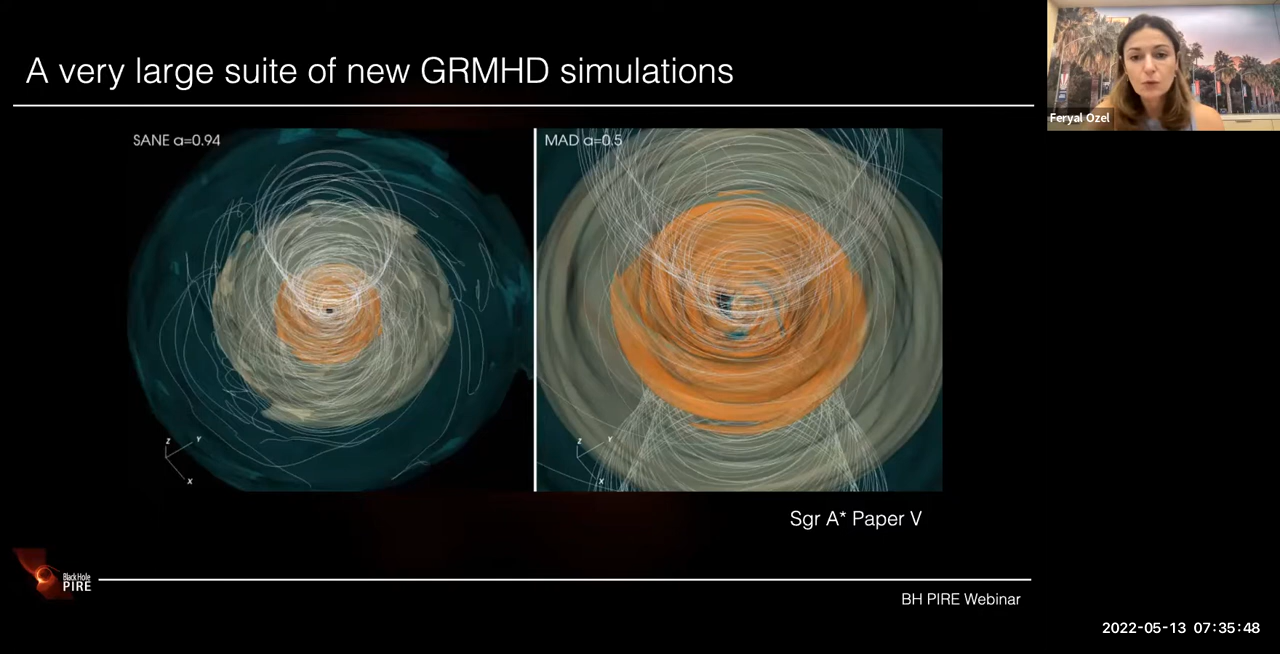 A very large suite of new GRMHD simulations
Feryal Ozel
SANE a=0.94
MAD a=0.5
Z
Y
X
Z
Y
X
Sgr A* Paper V
Black Hole
PIRE
BH PIRE Webinar
2022-05-13 07:35:48